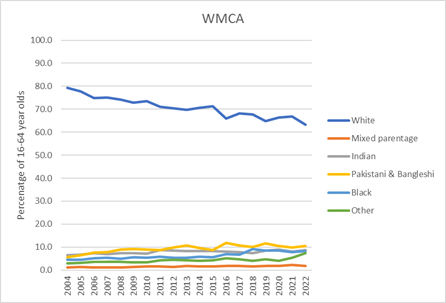 WMCA
Percenatge of 16-64 year olds
100.0
90.0
80.0
70.0
60.0
50.0
40.0
30.0
20.0
10.0
0.0
2004 2005 2006 2007 2008 2009 2010 2011 2012 2013 2014 2015 2016 2017 2018 2019 2020 2021 2022
White
Mixed parentage
Indian
Pakistani & Bangleshi
Black
Other